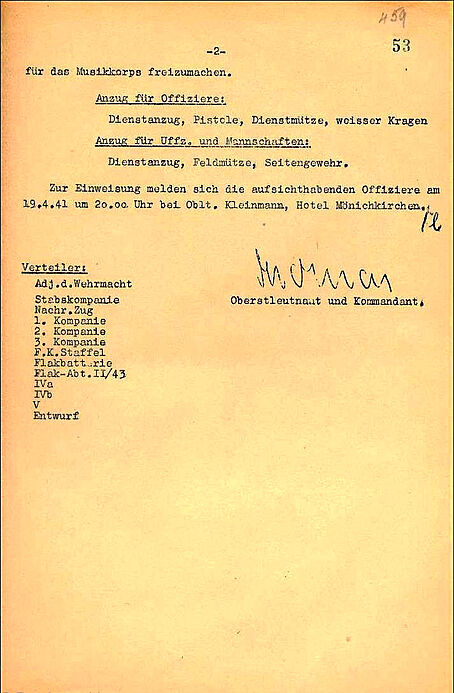 459
53
-2-
für das Musikkorps freizumachen.
Anzug für Offiziere:
Dienstanzug, Pistole, Dienstmütze, weisser Kragen
Anzug für Uffz. und Mannschaften:
Dienstanzug, Feldmütze, Seitengewehr.
Zur Einweisung melden sich die aufsichthabenden Offiziere am
19.4.41 um 20.00 Uhr bei Oblt. Kleinmann, Hotel Mönichkirchen.
Verteiler:
Adj.d.Wehrmacht
Oberstleutnant und Kommandant.
Stabskompanie
Nachr.Zug
1. Kompanie
2. Kompanie
3. Kompanie
F.K.Staffel
Flakbatterie
Flak-Abt.II/43
IVa
IVb
V
Entwurf